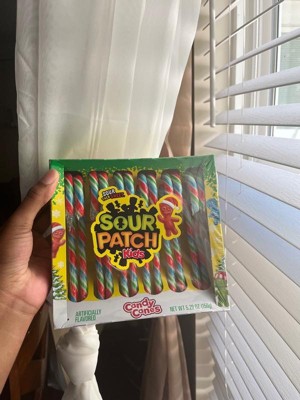 SOUR
PATCH
Kids
Candy
Canes
ARTIFICIALLY
FLAVORED